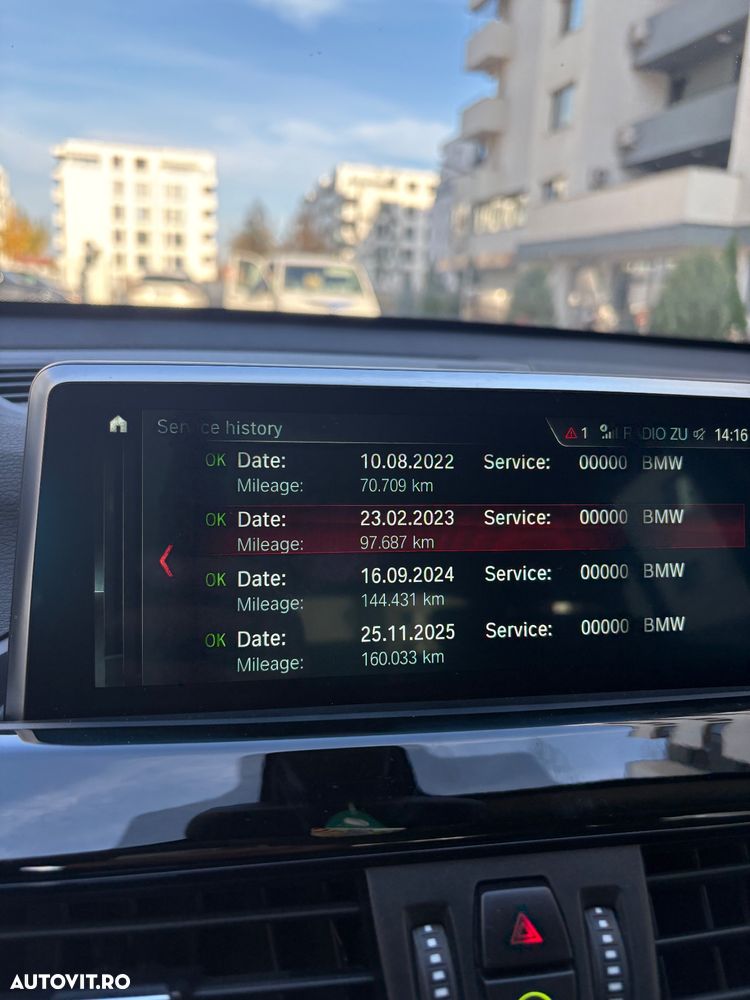 Service history
1 RADIO ZU 14:16
OK Date: 10.08.2022 Service: 00000 BMW
Mileage: 70.709 km
OK Date: 23.02.2023 Service: 00000 BMW
Mileage: 97.687 km
OK Date: 16.09.2024 Service: 00000 BMW
Mileage: 144.431 km
OK Date: 25.11.2025 Service: 00000 BMW
Mileage: 160.033 km
AUTOVIT.RO